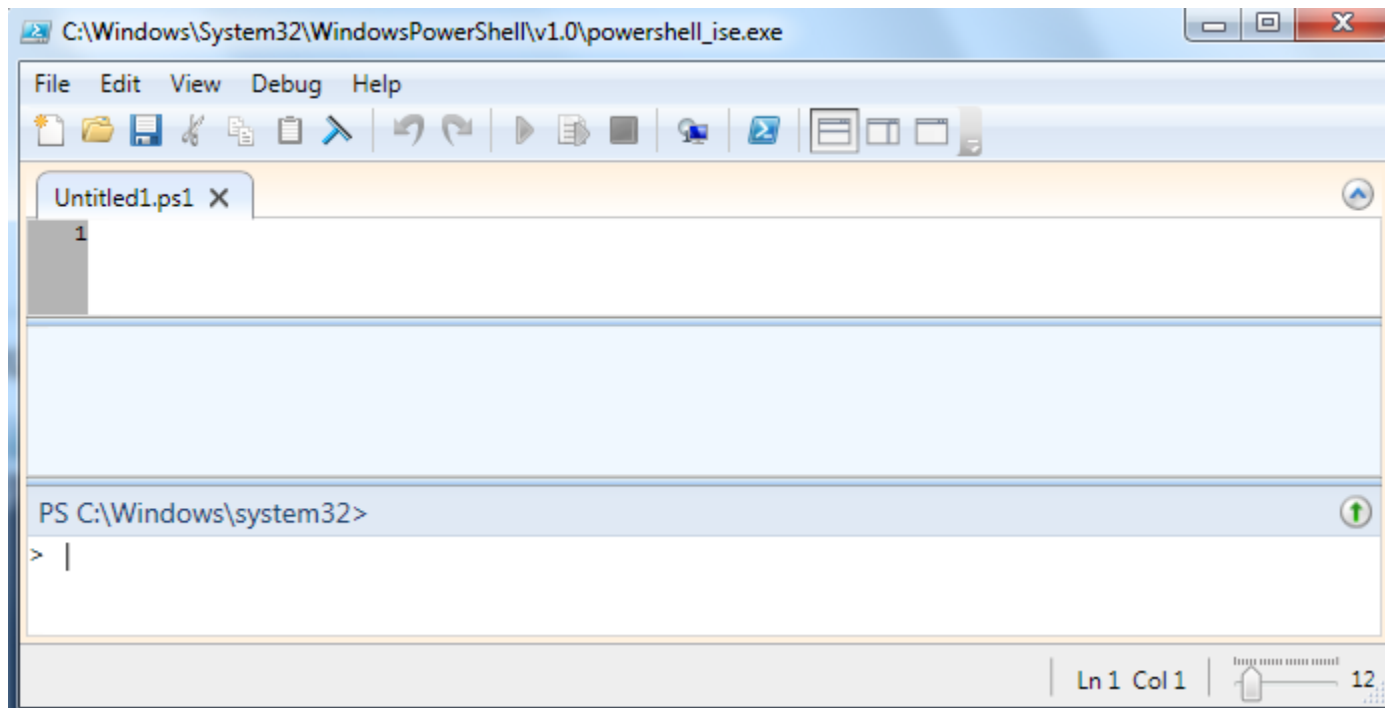 C:\Windows\System32\WindowsPowerShell\v1.0\powershell_ise.exe
File Edit View Debug Help
Untitled1.ps1
1
PS C:\Windows\system32>
>
Ln 1 Col 1 12